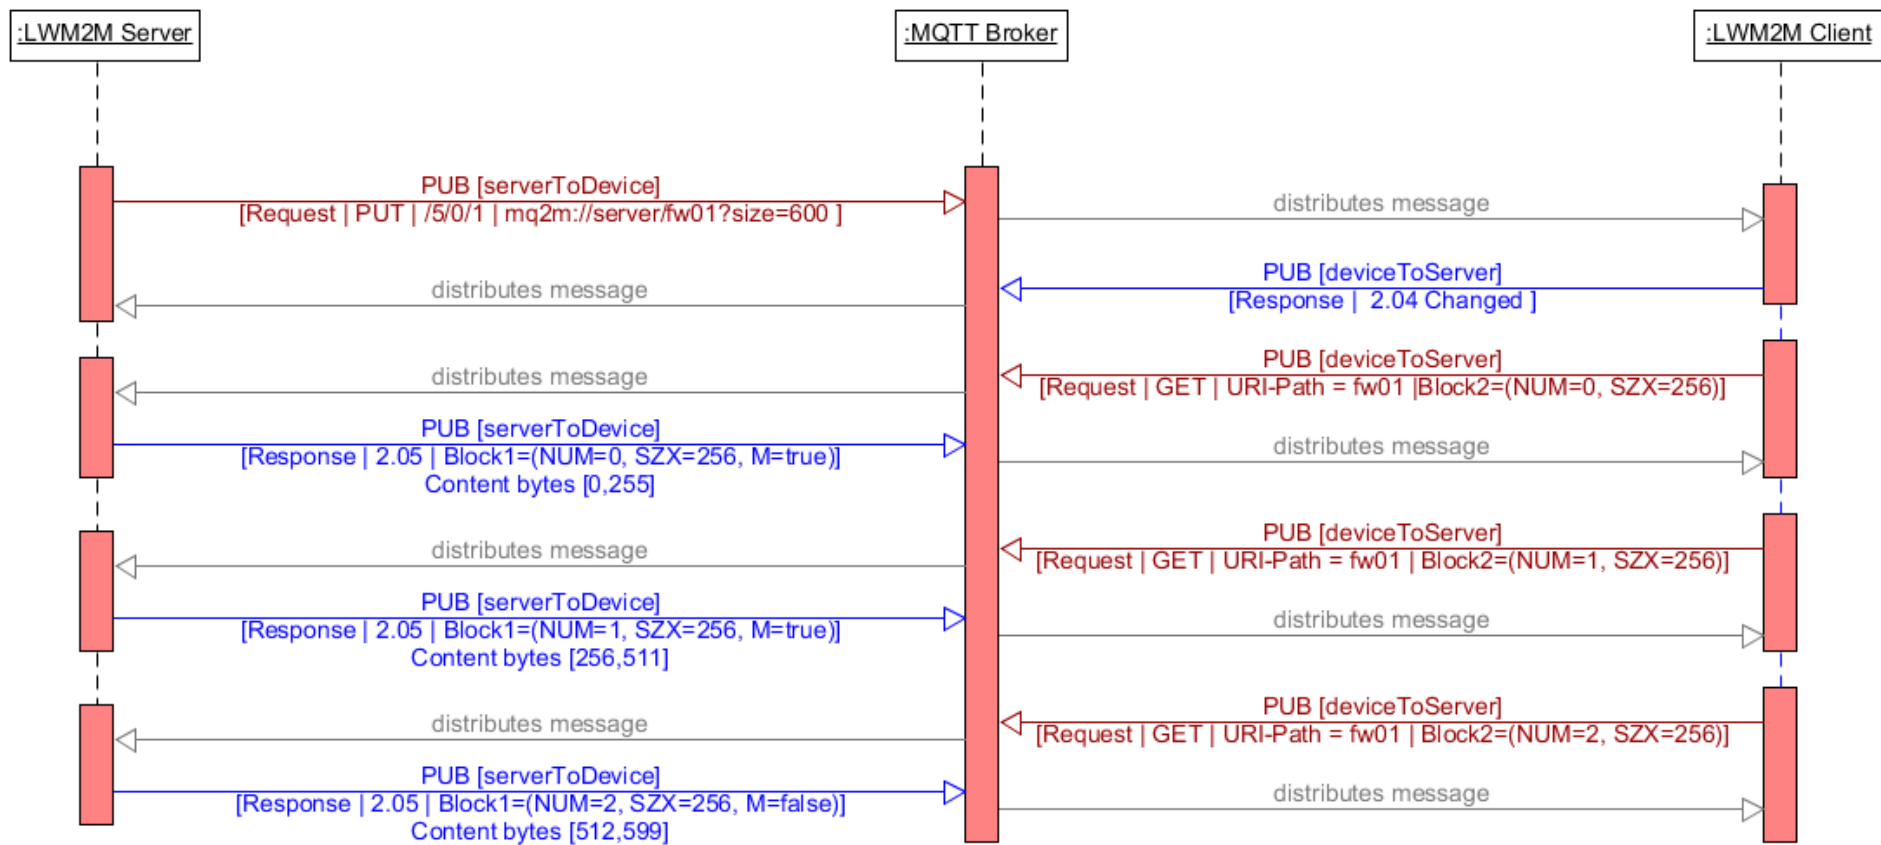 :LWM2M Server
:MQTT Broker
:LWM2M Client
PUB [serverToDevice]
[Request | PUT | /5/0/1 | mq2m://server/fw01?size=600 ]
distributes message
PUB [deviceToServer]
[Response |  2.04 Changed ]
distributes message
PUB [deviceToServer]
[Request | GET | URI-Path = fw01 |Block2=(NUM=0, SZX=256)]
distributes message
PUB [serverToDevice]
[Response | 2.05 | Block1=(NUM=0, SZX=256, M=true)]
Content bytes [0,255]
distributes message
PUB [deviceToServer]
[Request | GET | URI-Path = fw01 | Block2=(NUM=1, SZX=256)]
distributes message
PUB [serverToDevice]
[Response | 2.05 | Block1=(NUM=1, SZX=256, M=true)]
Content bytes [256,511]
distributes message
PUB [deviceToServer]
[Request | GET | URI-Path = fw01 | Block2=(NUM=2, SZX=256)]
distributes message
PUB [serverToDevice]
[Response | 2.05 | Block1=(NUM=2, SZX=256, M=false)]
Content bytes [512,599]
distributes message